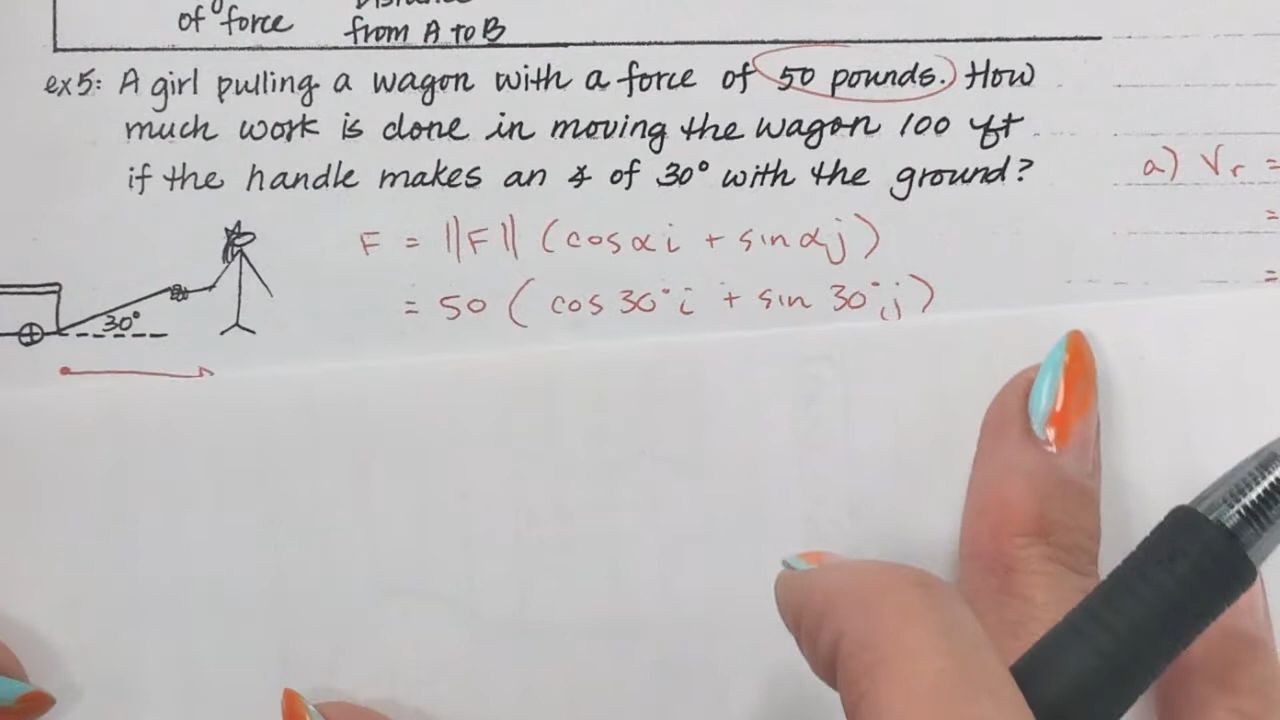 of force
from A to B
ex5: A girl pulling a wagon with a force of 50 pounds. How
much work is done in moving the wagon 100 ft
if the handle makes an ∡ of 30° with the ground?
a) Vr =
=
=
F = ||F|| (cosαi + sinαj)
= 50 (cos 30°i + sin 30°j)
30°